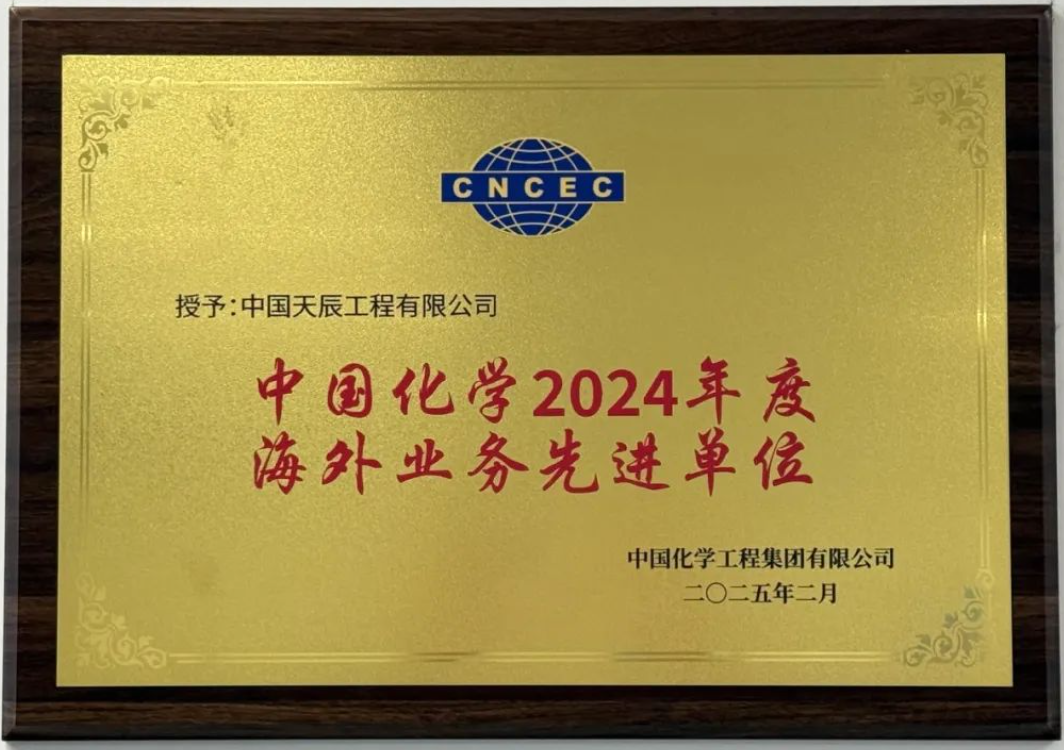 CNCEC
授予:中国天辰工程有限公司
中国化学2024年度
海外业务先进单位
中国化学工程集团有限公司
二〇二五年二月